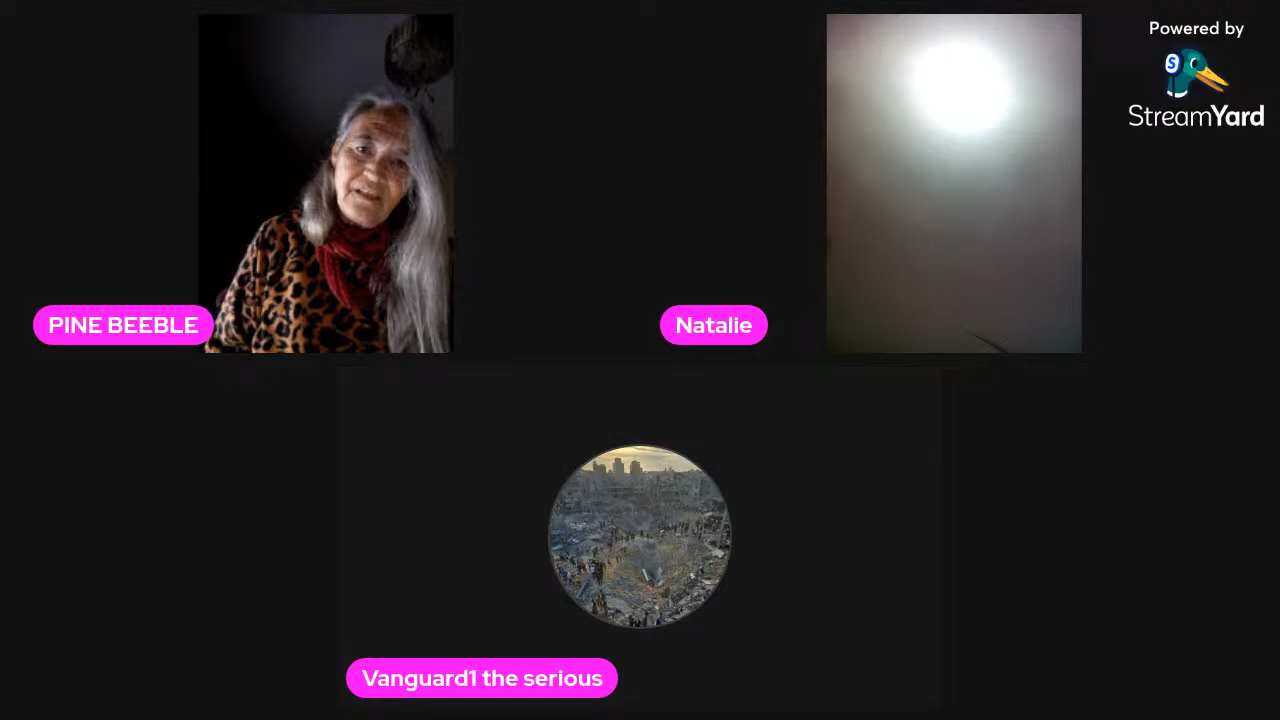 Powered by
StreamYard
PINE BEEBLE
Natalie
Vanguard1 the serious